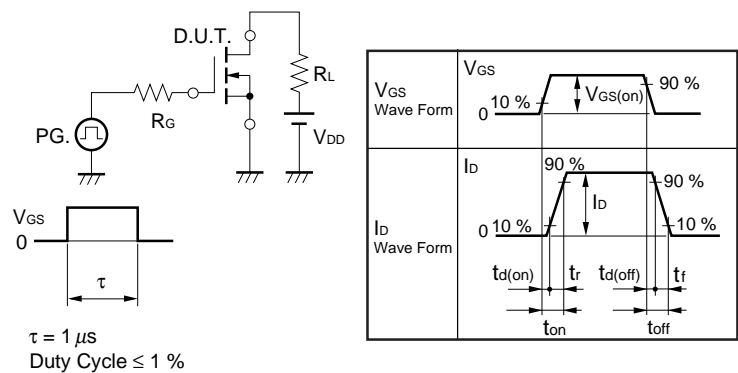 D.U.T.
RL
RG
PG.
VDD
VGS
0
τ
τ = 1 μs
Duty Cycle ≤ 1 %
VGS
Wave Form
VGS
10 %
0
VGS(on)
90 %
ID
Wave Form
ID
90 %
90 %
ID
0 10 %
10 %
td(on) tr td(off) tf
ton toff